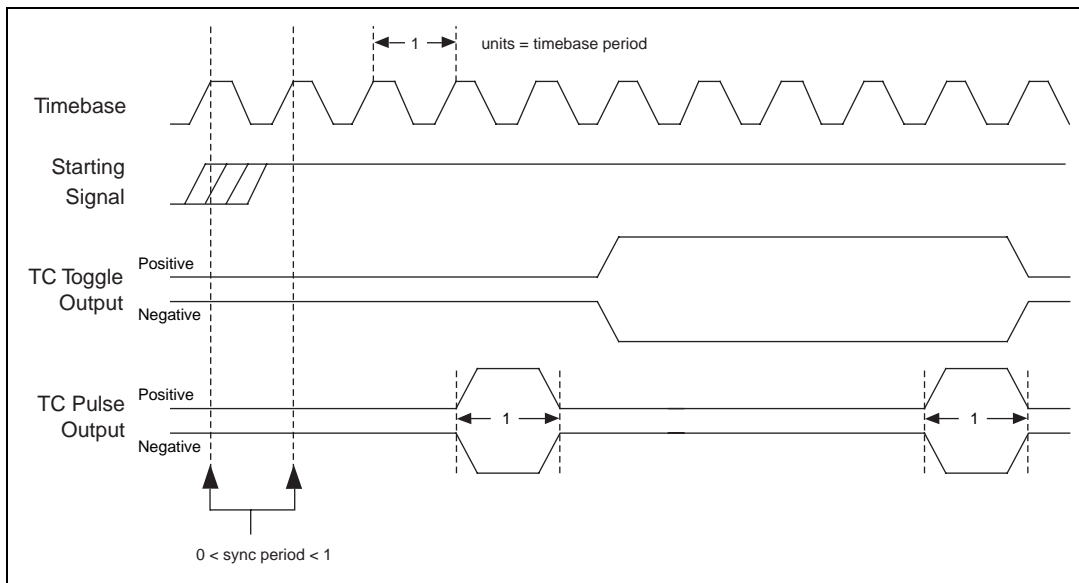 1
units = timebase period
Timebase
Starting
Signal
Positive
TC Toggle
Output
Negative
Positive
TC Pulse
Output
1
1
Negative
0 < sync period < 1